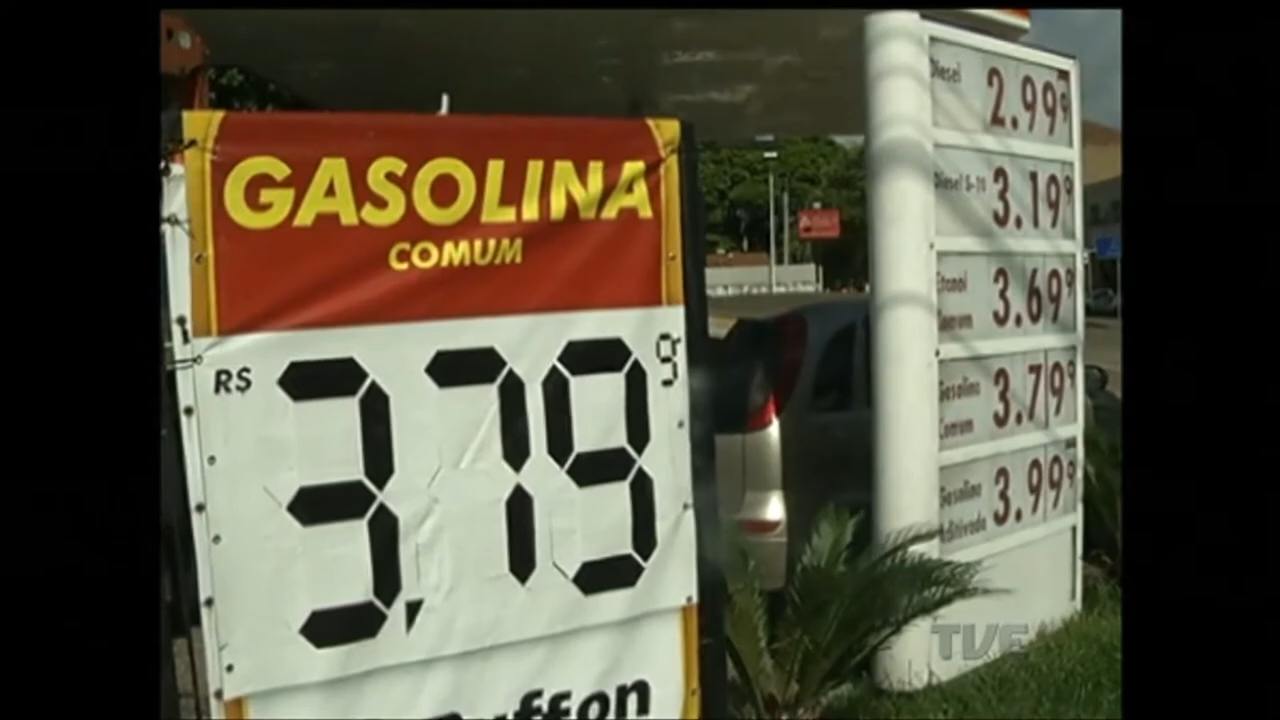 GASOLINA
COMUM
R$ 3,79 9
Diesel 2.99 9
Diesel S-10 3.19 9
Etanol
Comum 3.69 9
Gasolina
Comum 3.79 9
Gasolina
Aditivada 3.99 9
TVE